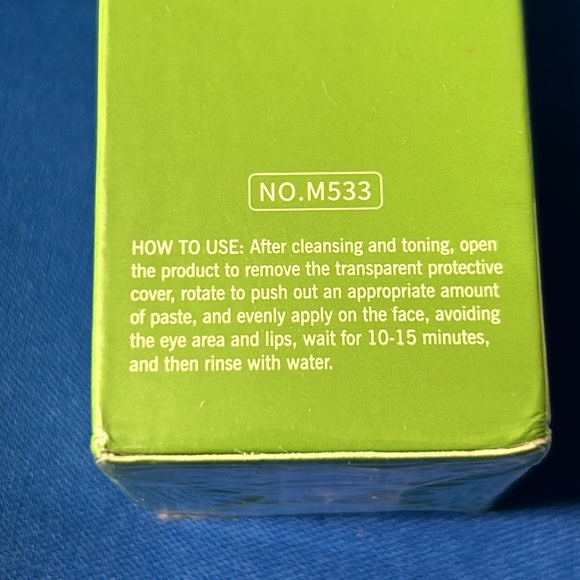 NO.M533
HOW TO USE: After cleansing and toning, open
the product to remove the transparent protective
cover, rotate to push out an appropriate amount
of paste, and evenly apply on the face, avoiding
the eye area and lips, wait for 10-15 minutes,
and then rinse with water.